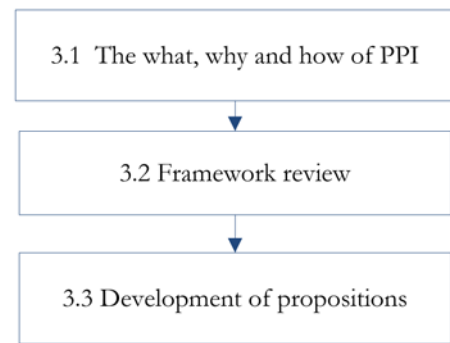 3.1 The what, why and how of PPI
3.2 Framework review
3.3 Development of propositions